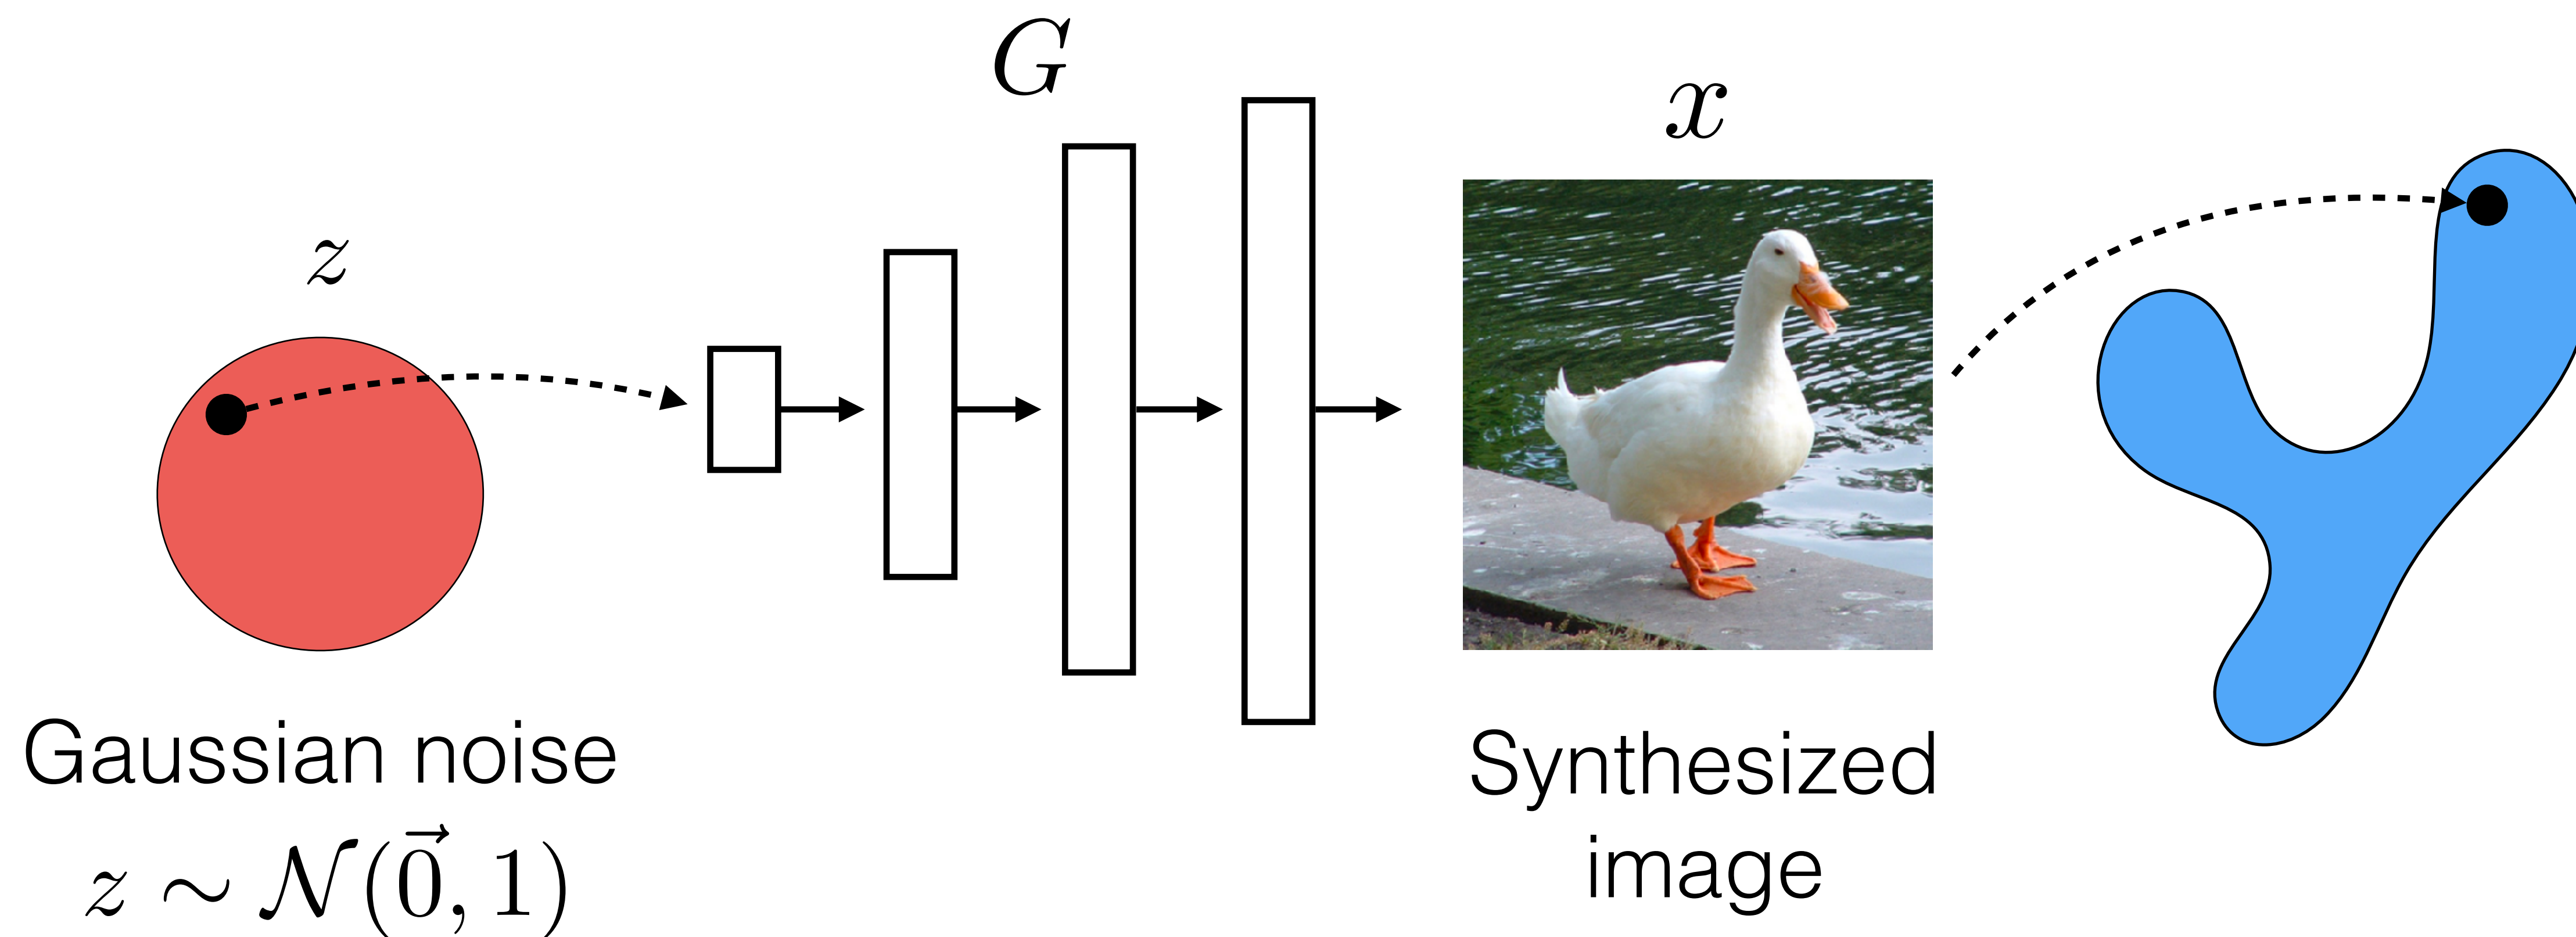 G
x
z
Gaussian noise
z ∼ 𝒩(0⃗, 1)
Synthesized
image